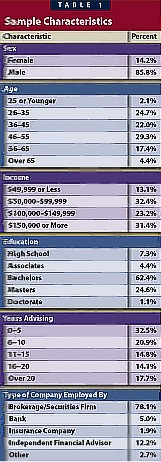 TABLE 1
Sample Characteristics
Characteristic Percent
Sex
Female 14.2%
Male 85.8%
Age
25 or Younger 2.1%
26–35 24.7%
36–45 22.0%
46–55 29.3%
56–65 17.4%
Over 65 4.4%
Income
$49,999 or Less 13.1%
$50,000–$99,999 32.4%
$100,000–$149,999 23.2%
$150,000 or More 31.4%
Education
High School 7.3%
Associates 4.4%
Bachelors 62.4%
Masters 24.6%
Doctorate 1.1%
Years Advising
0–5 32.5%
6–10 20.9%
11–15 14.8%
16–20 14.1%
Over 20 17.7%
Type of Company Employed By
Brokerage/Securities Firm 78.1%
Bank 5.0%
Insurance Company 1.9%
Independent Financial Advisor 12.2%
Other 2.7%